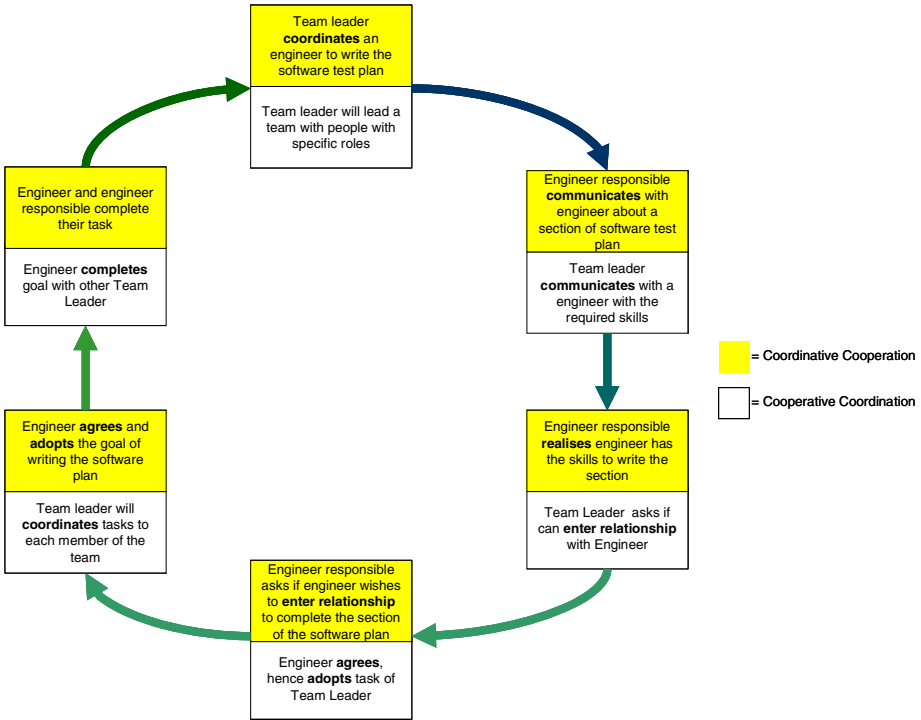 Team leader
coordinates an
engineer to write the
software test plan
Team leader will lead a
team with people with
specific roles
Engineer responsible
communicates with
engineer about a
section of software test
plan
Team leader
communicates with a
engineer with the
required skills
Engineer responsible
realises engineer has
the skills to write the
section
Team Leader asks if
can enter relationship
with Engineer
Engineer responsible
asks if engineer wishes
to enter relationship
to complete the section
of the software plan
Engineer agrees,
hence adopts task of
Team Leader
Engineer agrees and
adopts the goal of
writing the software
plan
Team leader will
coordinates tasks to
each member of the
team
Engineer and engineer
responsible complete
their task
Engineer completes
goal with other Team
Leader
= Coordinative Cooperation
= Cooperative Coordination